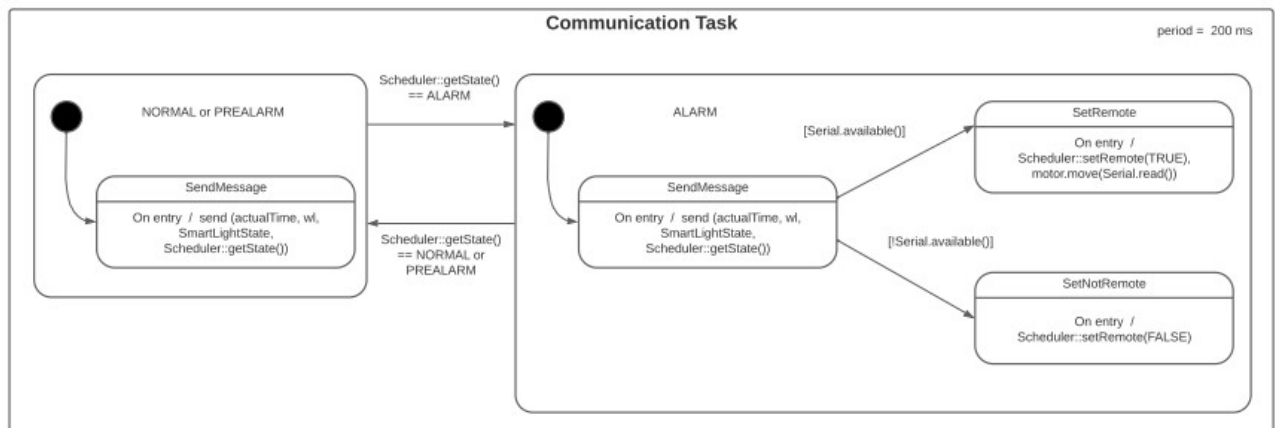 Communication Task
period = 200 ms
NORMAL or PREALARM
SendMessage
On entry / send (actualTime, wl,
SmartLightState,
Scheduler::getState())
Scheduler::getState()
== ALARM
Scheduler::getState()
== NORMAL or
PREALARM
ALARM
SendMessage
On entry / send (actualTime, wl,
SmartLightState,
Scheduler::getState())
[Serial.available()]
[!Serial.available()]
SetRemote
On entry /
Scheduler::setRemote(TRUE),
motor.move(Serial.read())
SetNotRemote
On entry /
Scheduler::setRemote(FALSE)